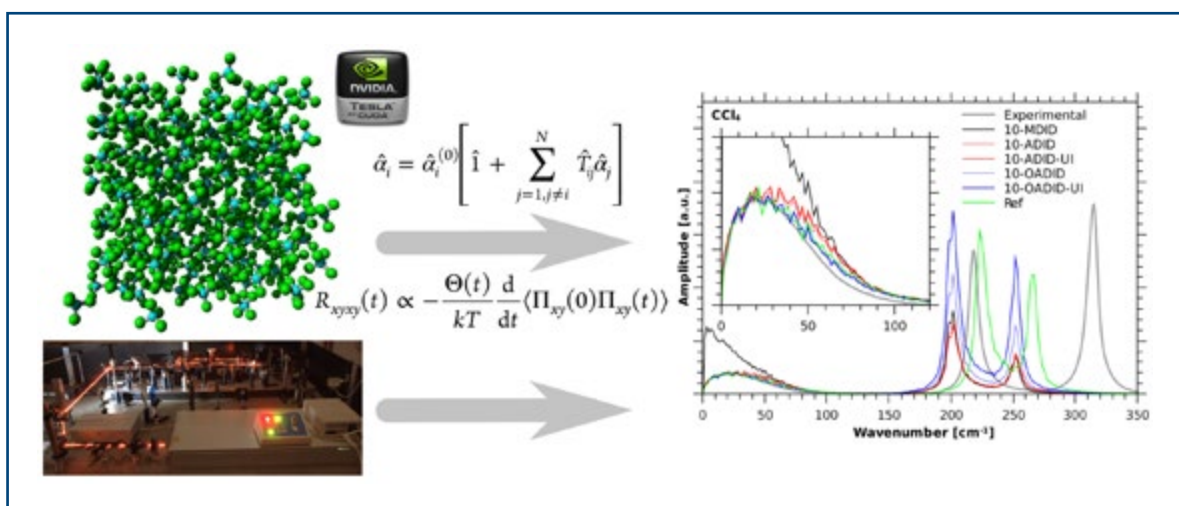 NVIDIA
TESLA
CUDA
α̂ᵢ = α̂ᵢ⁽⁰⁾[1̂ + ∑ⱼ₌₁,ⱼ≠ᵢᴺ T̂ᵢⱼα̂ⱼ]
Rₓᵧₓᵧ(t) ∝ −Θ(t)/kT d/dt ⟨Πₓᵧ(0)Πₓᵧ(t)⟩
CCl₄
Experimental
10-MDID
10-ADID
10-ADID-UI
10-OADID
10-OADID-UI
Ref
Amplitude [a.u.]
0 50 100
0 50 100 150 200 250 300 350
Wavenumber [cm⁻¹]